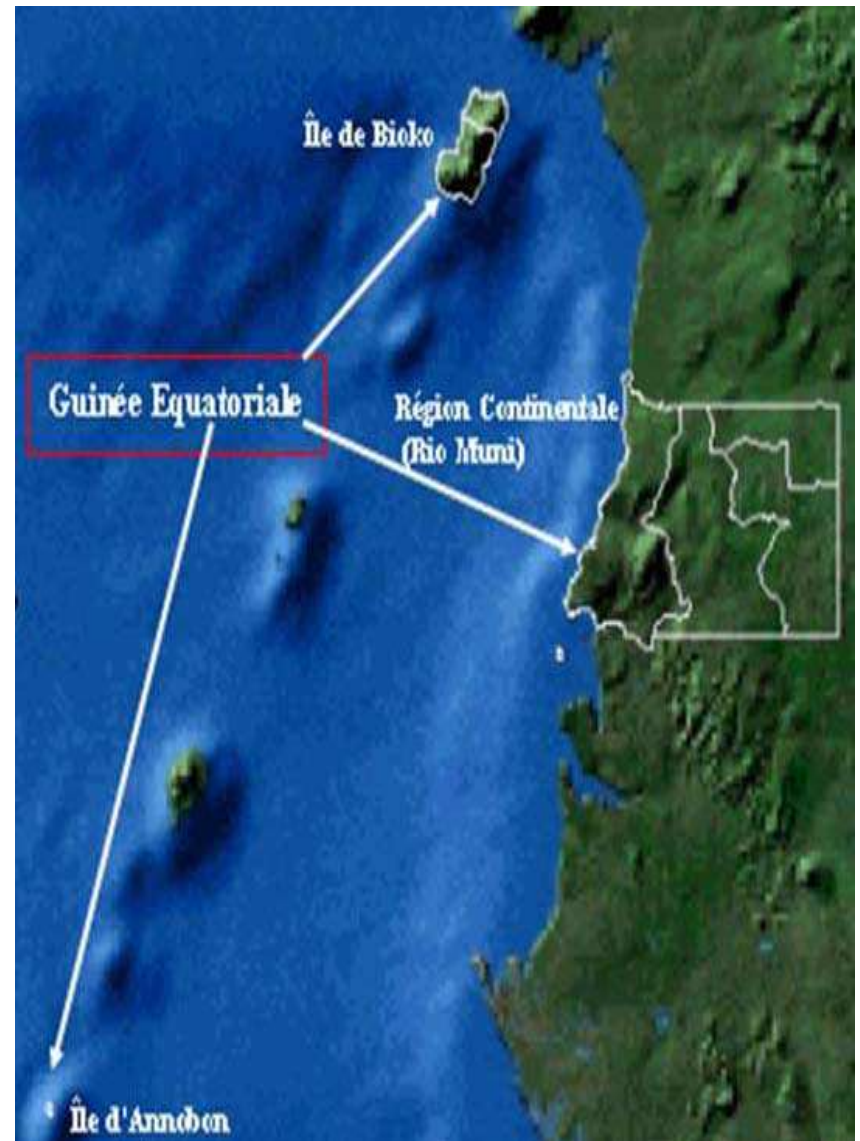 Île de Bioko
Guinée Equatoriale
Région Continentale
(Rio Muni)
Île d'Annobon